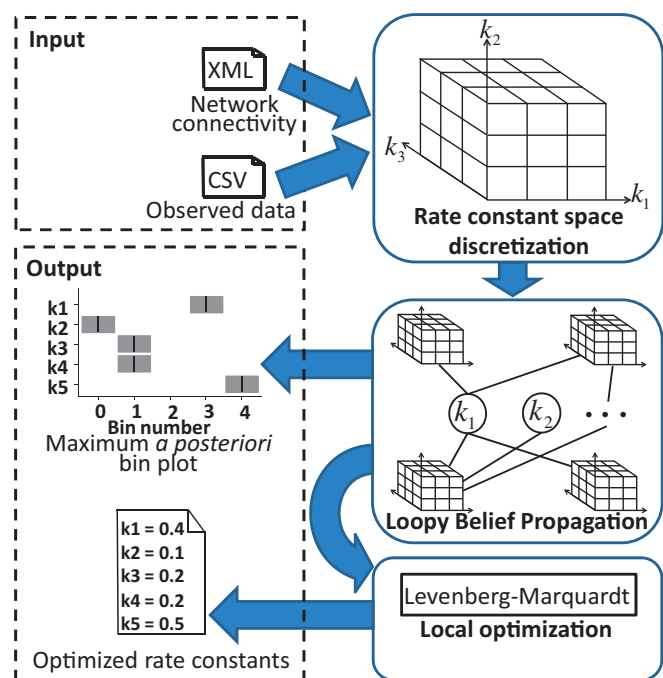 Input
XML
Network
connectivity
CSV
Observed data
k2
k3
k1
Rate constant space
discretization
Output
k1
k2
k3
k4
k5
0 1 2 3 4
Bin number
Maximum a posteriori
bin plot
k1 k2 • • •
Loopy Belief Propagation
k1 = 0.4
k2 = 0.1
k3 = 0.2
k4 = 0.2
k5 = 0.5
Optimized rate constants
Levenberg-Marquardt
Local optimization